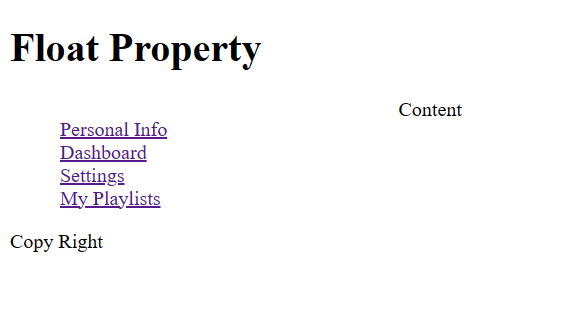 Float Property
Content
Personal Info
Dashboard
Settings
My Playlists
Copy Right